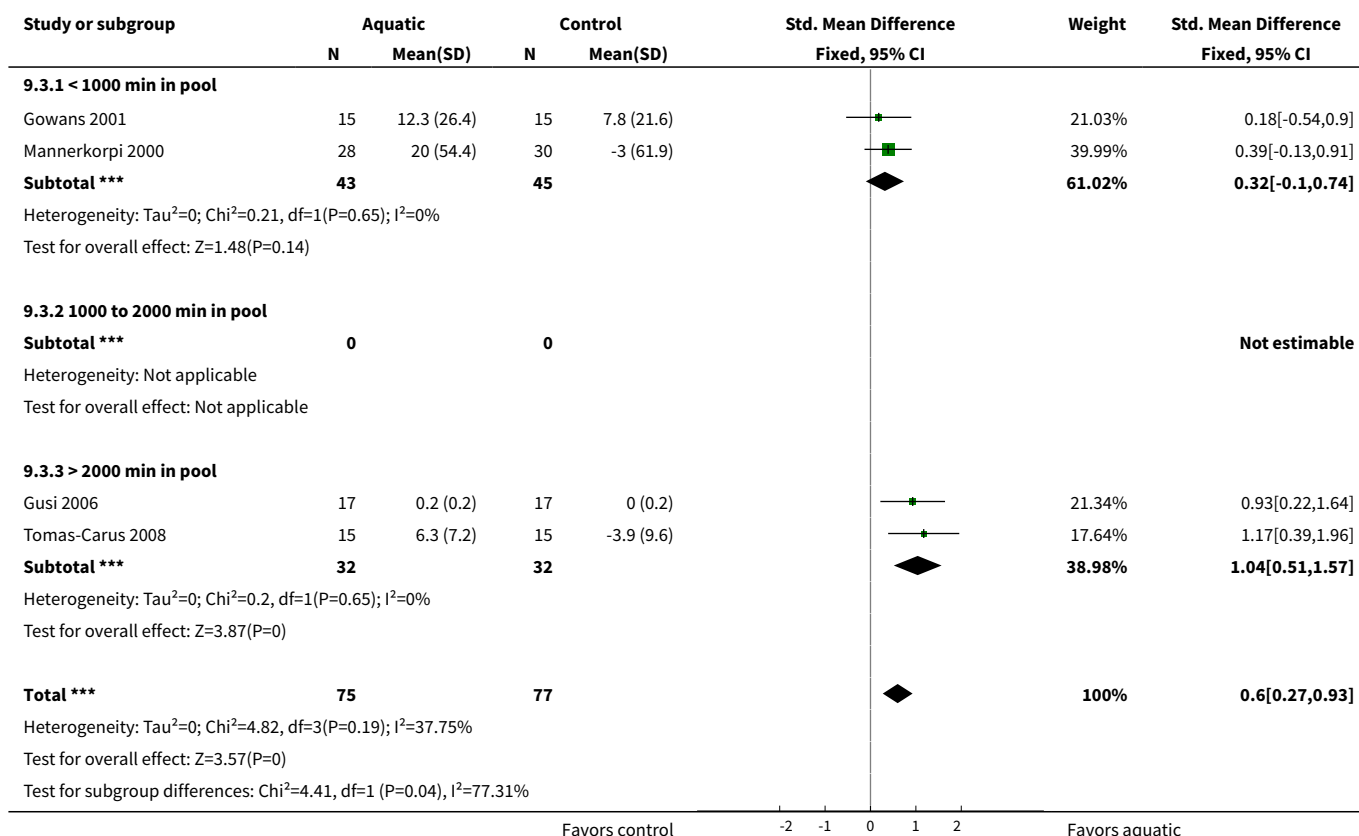 Study or subgroup Aquatic Control Std. Mean Difference Weight Std. Mean Difference
N Mean(SD) N Mean(SD) Fixed, 95% CI Fixed, 95% CI
9.3.1 < 1000 min in pool
Gowans 2001 15 12.3 (26.4) 15 7.8 (21.6) 21.03% 0.18[-0.54,0.9]
Mannerkorpi 2000 28 20 (54.4) 30 -3 (61.9) 39.99% 0.39[-0.13,0.91]
Subtotal *** 43 45 61.02% 0.32[-0.1,0.74]
Heterogeneity: Tau²=0; Chi²=0.21, df=1(P=0.65); I²=0%
Test for overall effect: Z=1.48(P=0.14)
9.3.2 1000 to 2000 min in pool
Subtotal *** 0 0 Not estimable
Heterogeneity: Not applicable
Test for overall effect: Not applicable
9.3.3 > 2000 min in pool
Gusi 2006 17 0.2 (0.2) 17 0 (0.2) 21.34% 0.93[0.22,1.64]
Tomas-Carus 2008 15 6.3 (7.2) 15 -3.9 (9.6) 17.64% 1.17[0.39,1.96]
Subtotal *** 32 32 38.98% 1.04[0.51,1.57]
Heterogeneity: Tau²=0; Chi²=0.2, df=1(P=0.65); I²=0%
Test for overall effect: Z=3.87(P=0)
Total *** 75 77 100% 0.6[0.27,0.93]
Heterogeneity: Tau²=0; Chi²=4.82, df=3(P=0.19); I²=37.75%
Test for overall effect: Z=3.57(P=0)
Test for subgroup differences: Chi²=4.41, df=1 (P=0.04), I²=77.31%
Favors control -2 -1 0 1 2 Favors aquatic